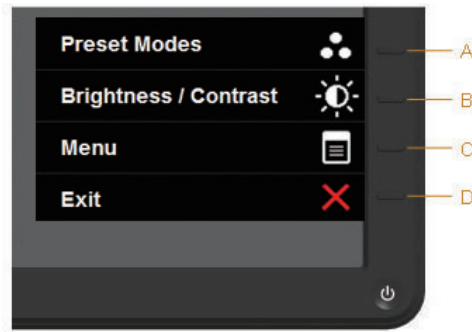 Preset Modes
A
Brightness / Contrast
B
Menu
C
Exit
D